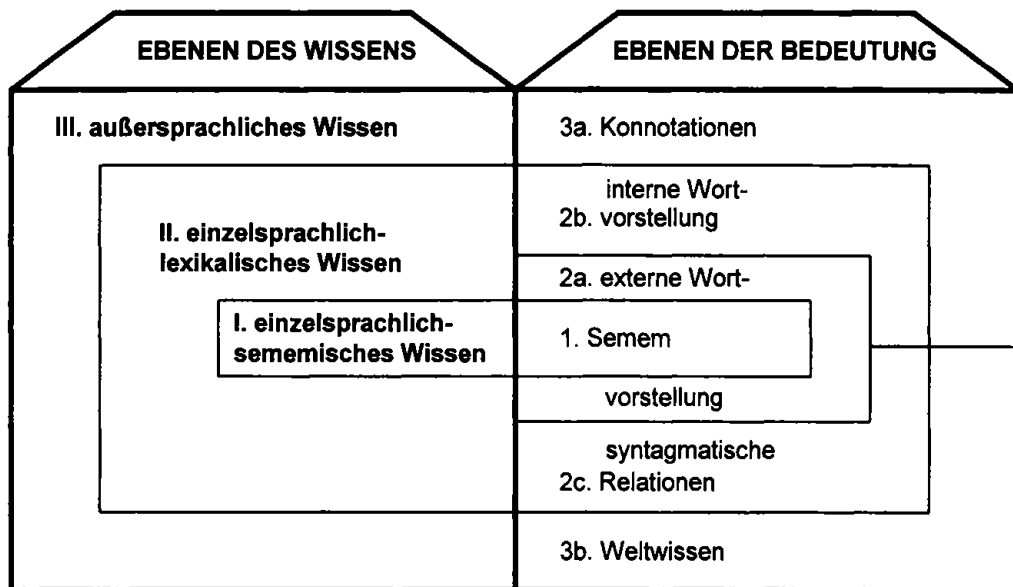 EBENEN DES WISSENS
EBENEN DER BEDEUTUNG
III. außersprachliches Wissen
3a. Konnotationen
interne Wort-
2b. vorstellung
II. einzelsprachlich-
lexikalisches Wissen
2a. externe Wort-
I. einzelsprachlich-
sememisches Wissen
1. Semem
vorstellung
syntagmatische
2c. Relationen
3b. Weltwissen